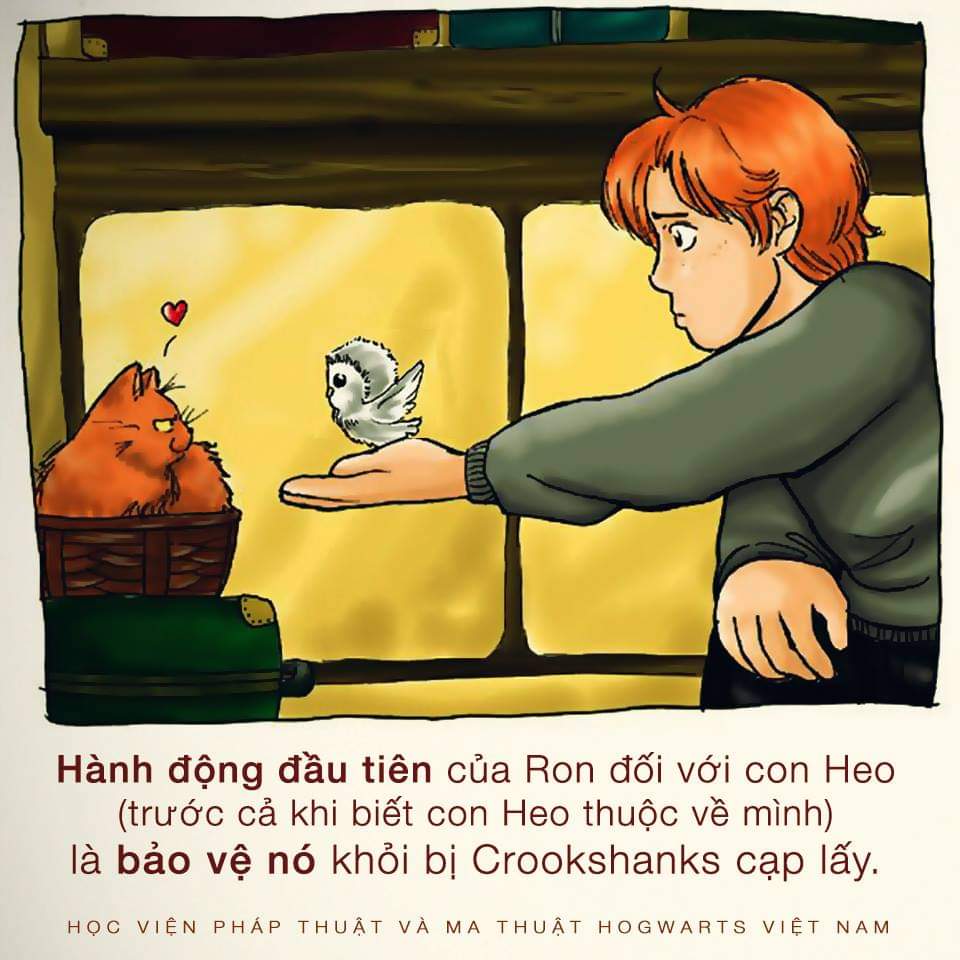 Hành động đầu tiên của Ron đối với con Heo
(trước cả khi biết con Heo thuộc về mình)
là bảo vệ nó khỏi bị Crookshanks cạp lấy.
HỌC VIỆN PHÁP THUẬT VÀ MA THUẬT HOGWARTS VIỆT NAM